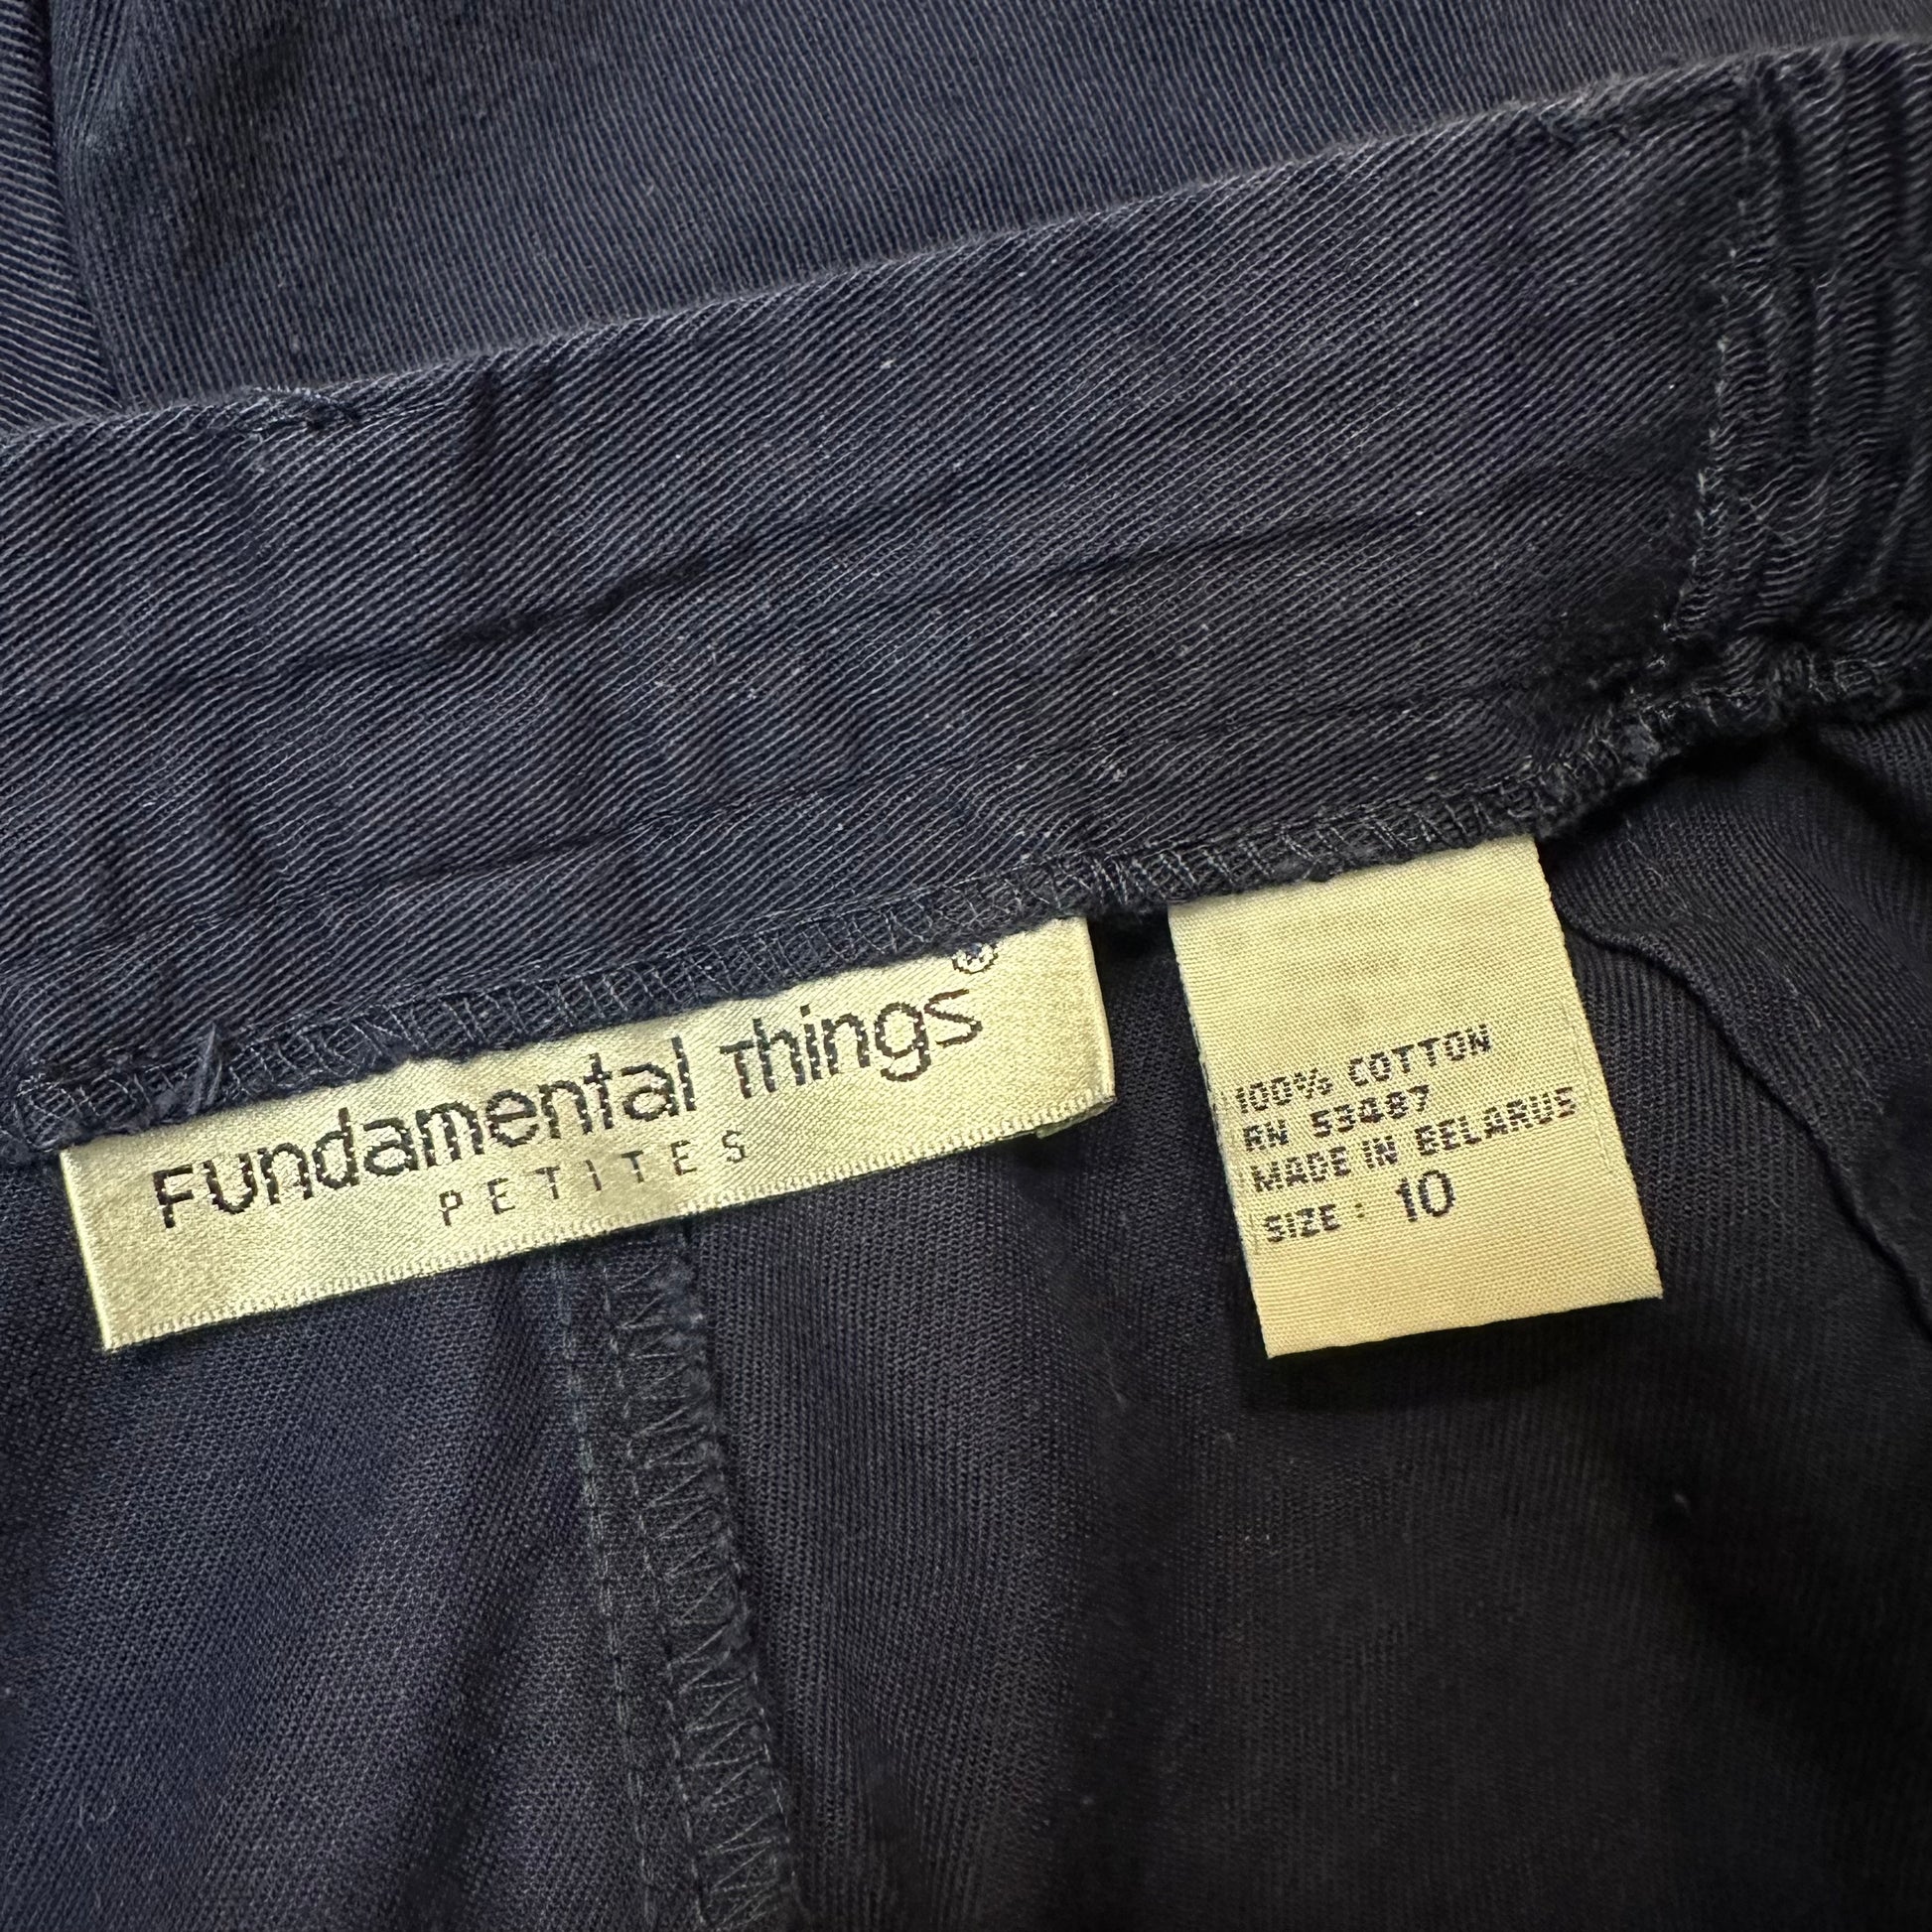 Fundamental Things®
PETITES
100% COTTON
RN 53487
MADE IN BELARUS
SIZE: 10